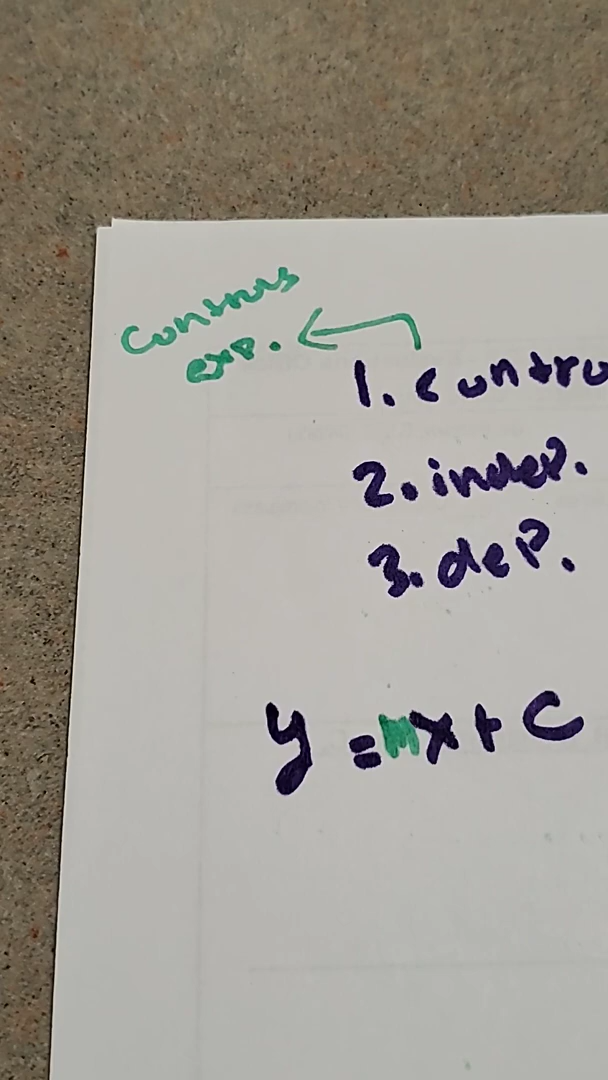 controls
exp.
1. contro
2. indep.
3. dep.
y = mx + c